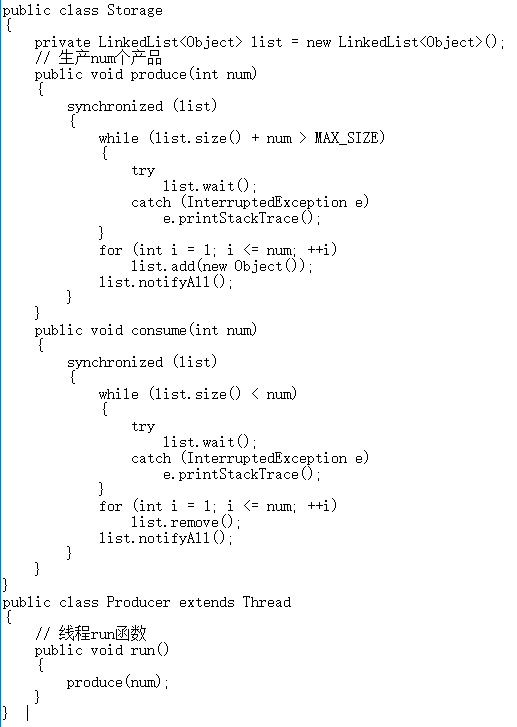 public class Storage
{
    private LinkedList<Object> list = new LinkedList<Object>();
    // 生产num个产品
    public void produce(int num)
    {
        synchronized (list)
        {
            while (list.size() + num > MAX_SIZE)
            {
                try
                    list.wait();
                catch (InterruptedException e)
                    e.printStackTrace();
            }
            for (int i = 1; i <= num; ++i)
                list.add(new Object());
            list.notifyAll();
        }
    }
    public void consume(int num)
    {
        synchronized (list)
        {
            while (list.size() < num)
            {
                try
                    list.wait();
                catch (InterruptedException e)
                    e.printStackTrace();
            }
            for (int i = 1; i <= num; ++i)
                list.remove();
            list.notifyAll();
        }
    }
}
public class Producer extends Thread
{
    // 线程run函数
    public void run()
    {
        produce(num);
    }
}